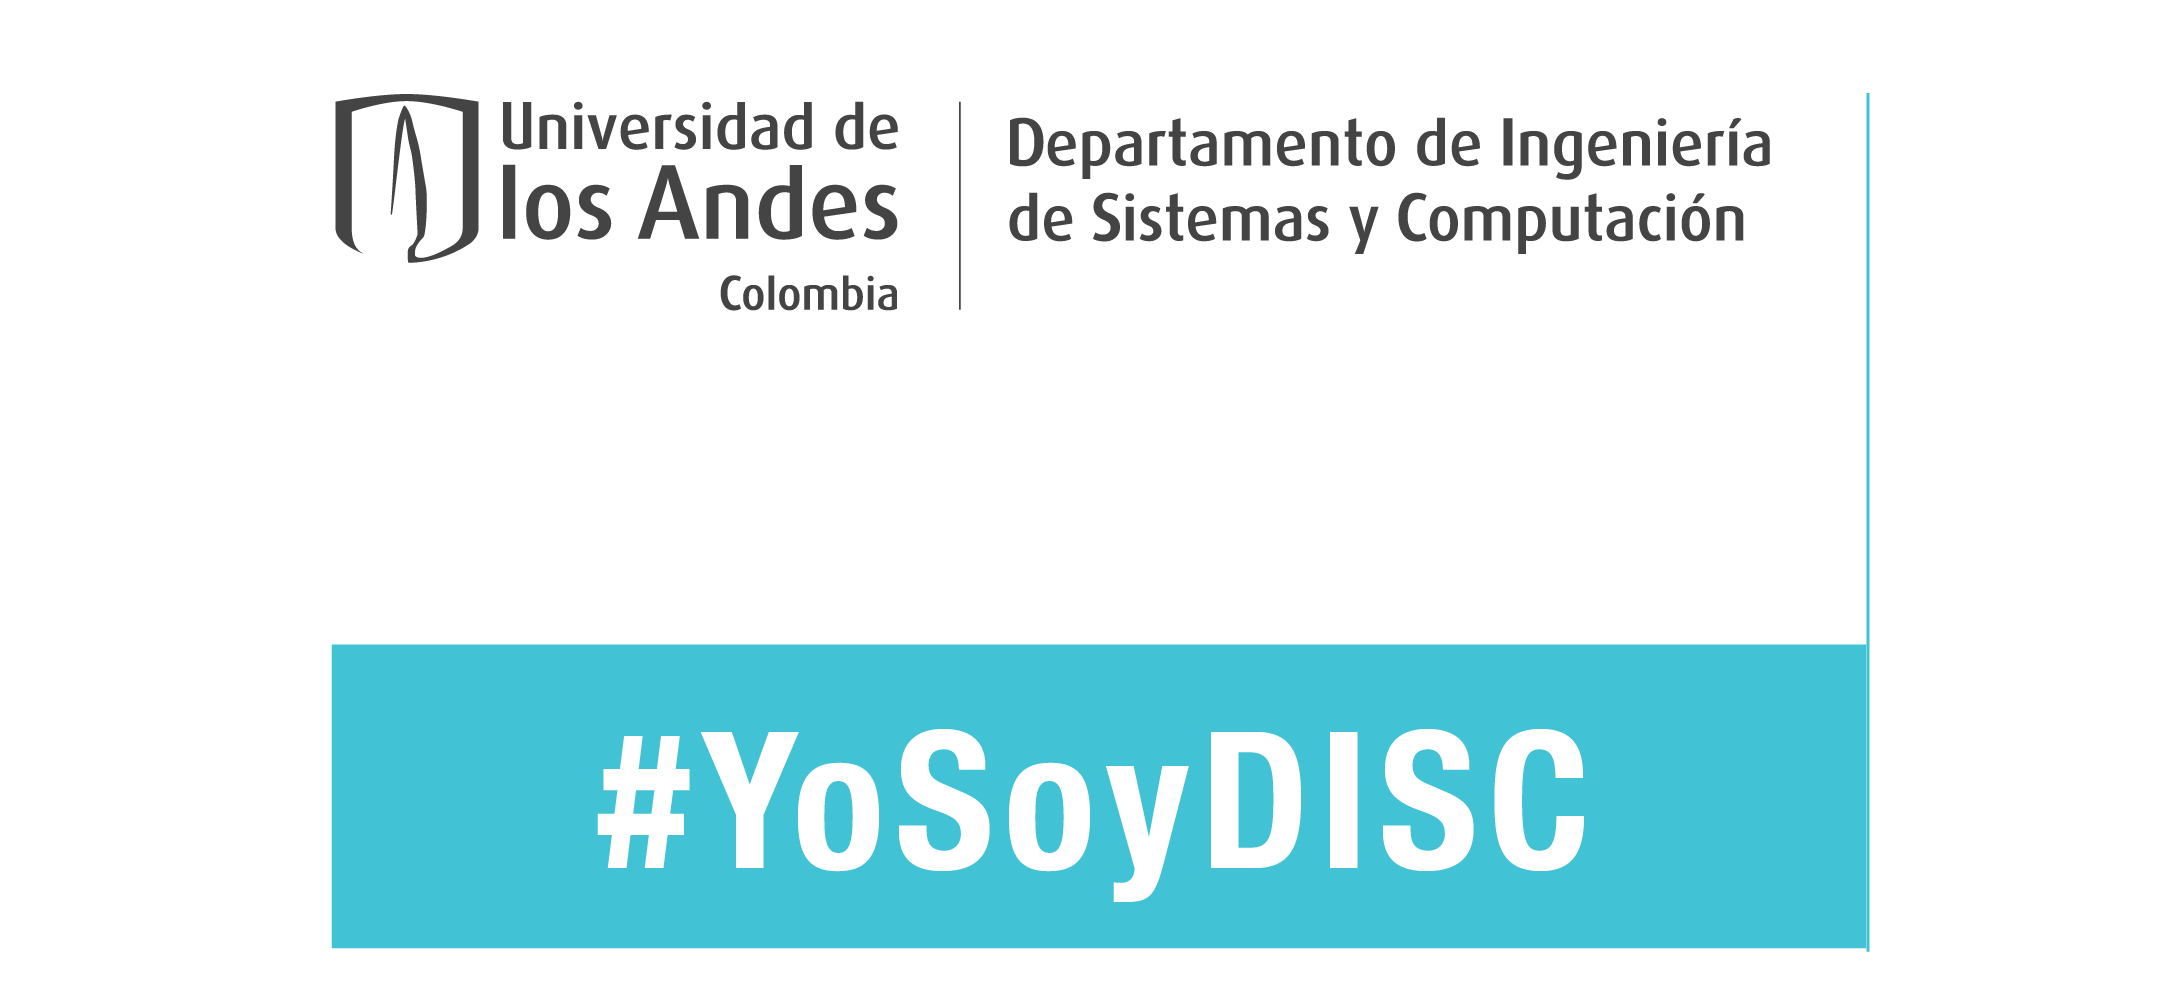 Universidad de
los Andes
Colombia
Departamento de Ingeniería
de Sistemas y Computación
#YoSoyDISC